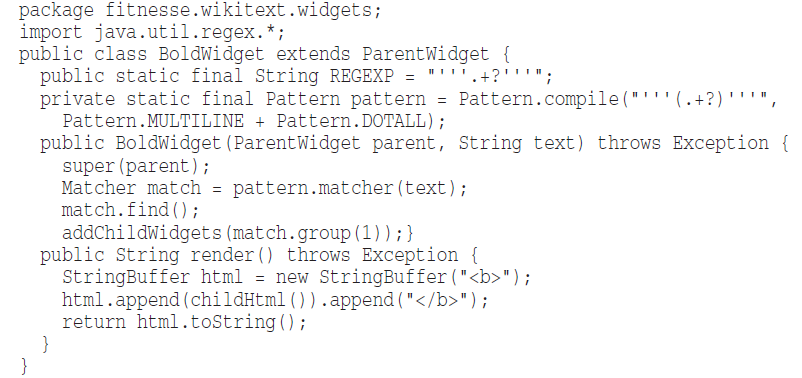 package fitnesse.wikitext.widgets;
import java.util.regex.*;
public class BoldWidget extends ParentWidget {
  public static final String REGEXP = "'''.+?'''";
  private static final Pattern pattern = Pattern.compile("'''(.+?)'''",
    Pattern.MULTILINE + Pattern.DOTALL);
  public BoldWidget(ParentWidget parent, String text) throws Exception {
    super(parent);
    Matcher match = pattern.matcher(text);
    match.find();
    addChildWidgets(match.group(1));}
  public String render() throws Exception {
    StringBuffer html = new StringBuffer("<b>");
    html.append(childHtml()).append("</b>");
    return html.toString();
  }
}